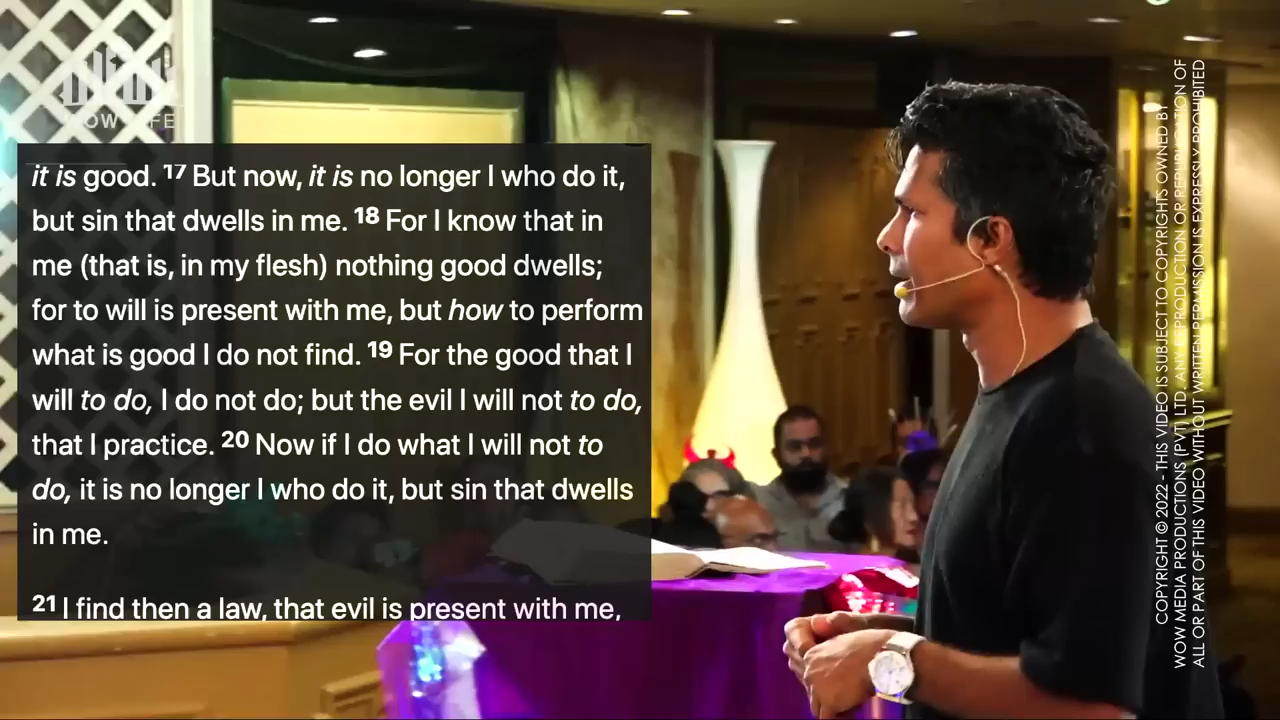 it is good. 17 But now, it is no longer I who do it,
but sin that dwells in me. 18 For I know that in
me (that is, in my flesh) nothing good dwells;
for to will is present with me, but how to perform
what is good I do not find. 19 For the good that I
will to do, I do not do; but the evil I will not to do,
that I practice. 20 Now if I do what I will not to
do, it is no longer I who do it, but sin that dwells
in me.
21 I find then a law, that evil is present with me,
COPYRIGHT © 2022 - THIS VIDEO IS SUBJECT TO COPYRIGHTS OWNED BY
WOW MEDIA PRODUCTIONS (PVT) LTD. ANY REPRODUCTION OR REPUBLICATION OF
ALL OR PART OF THIS VIDEO WITHOUT WRITTEN PERMISSION IS EXPRESSLY PROHIBITED